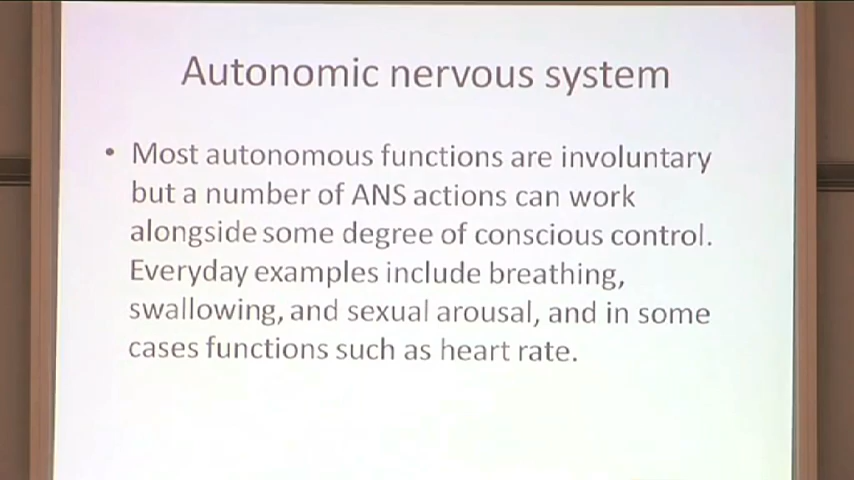 Autonomic nervous system
• Most autonomous functions are involuntary
but a number of ANS actions can work
alongside some degree of conscious control.
Everyday examples include breathing,
swallowing, and sexual arousal, and in some
cases functions such as heart rate.